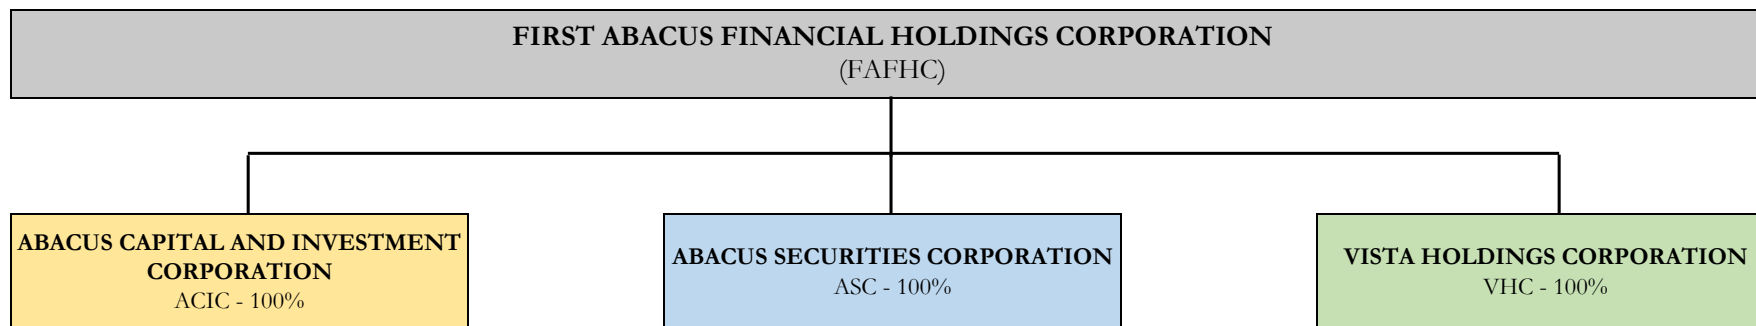 FIRST ABACUS FINANCIAL HOLDINGS CORPORATION
(FAFHC)
ABACUS CAPITAL AND INVESTMENT
CORPORATION
ACIC - 100%
ABACUS SECURITIES CORPORATION
ASC - 100%
VISTA HOLDINGS CORPORATION
VHC - 100%